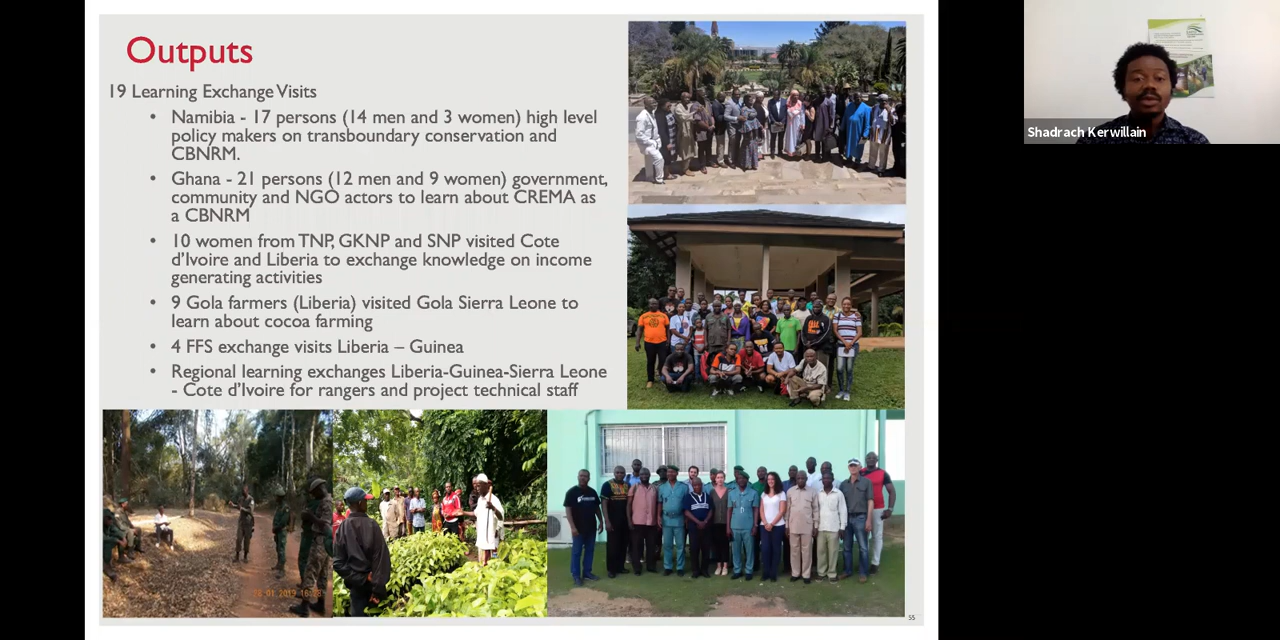 Outputs
19 Learning Exchange Visits
• Namibia - 17 persons (14 men and 3 women) high level
policy makers on transboundary conservation and
CBNRM.
• Ghana - 21 persons (12 men and 9 women) government,
community and NGO actors to learn about CREMA as
a CBNRM
• 10 women from TNP, GKNP and SNP visited Cote
d'Ivoire and Liberia to exchange knowledge on income
generating activities
• 9 Gola farmers (Liberia) visited Gola Sierra Leone to
learn about cocoa farming
• 4 FFS exchange visits Liberia – Guinea
• Regional learning exchanges Liberia-Guinea-Sierra Leone
- Cote d'Ivoire for rangers and project technical staff
55
Shadrach Kerwillain